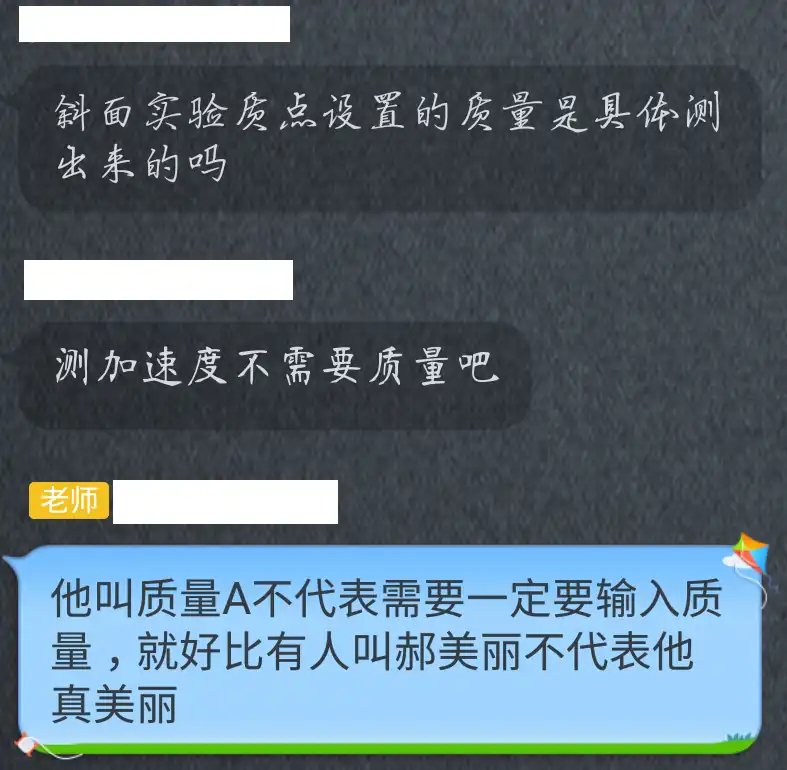 斜面实验质点设置的质量是具体测
出来的吗
测加速度不需要质量吧
老师
他叫质量A不代表需要一定要输入质
量，就好比有人叫郝美丽不代表他
真美丽